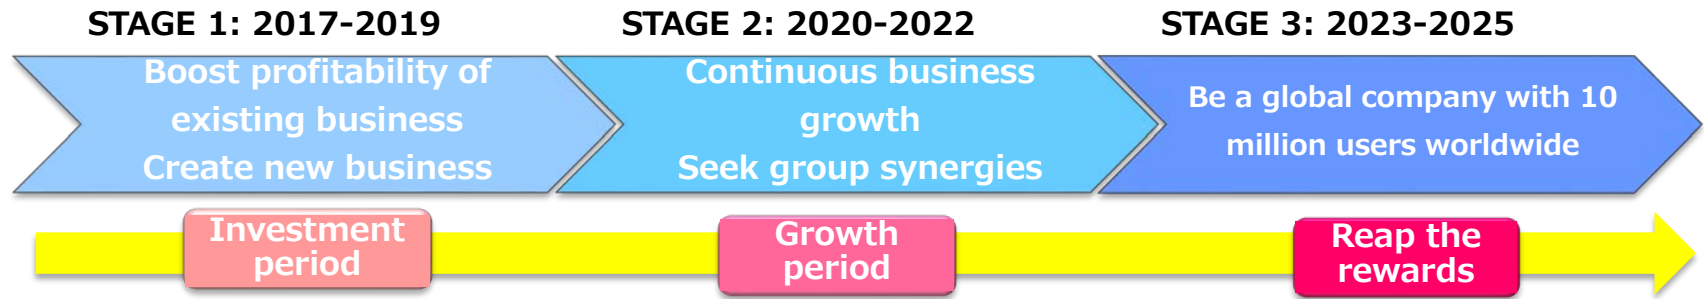 STAGE 1: 2017-2019
STAGE 2: 2020-2022
STAGE 3: 2023-2025
Boost profitability of
existing business
Create new business
Continuous business
growth
Seek group synergies
Be a global company with 10
million users worldwide
Investment
period
Growth
period
Reap the
rewards